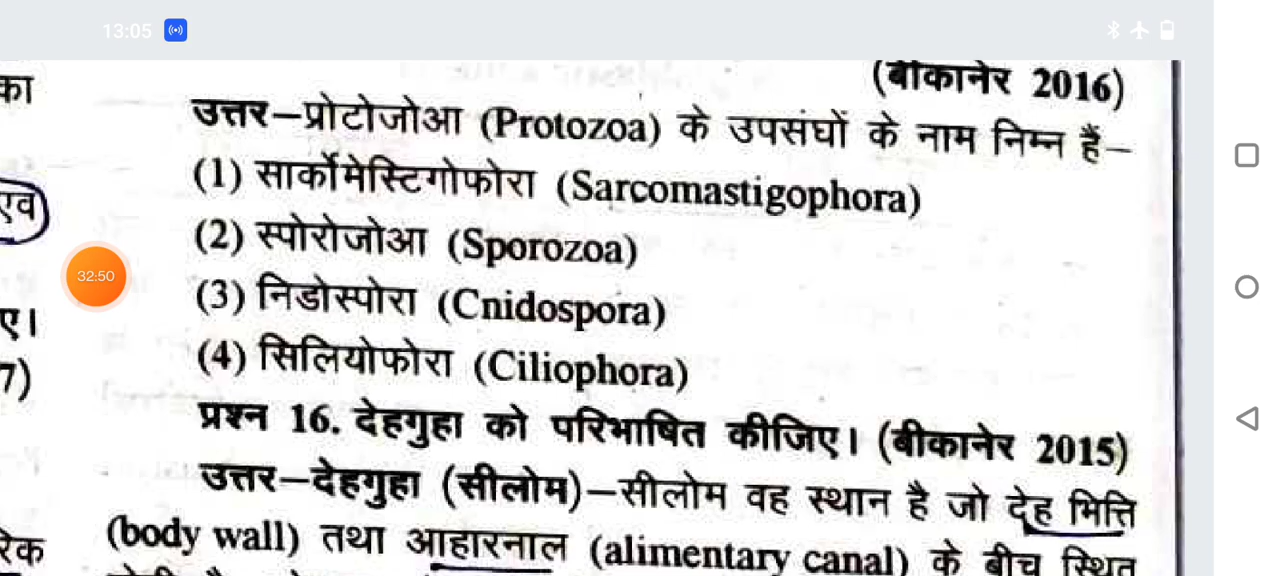 13:05
(बीकानेर 2016)
का
उत्तर–प्रोटोजोआ (Protozoa) के उपसंघों के नाम निम्न हैं–
(1) सार्कोमेस्टिगोफोरा (Sarcomastigophora)
एवं
(2) स्पोरोजोआ (Sporozoa)
32:50
(3) निडोस्पोरा (Cnidospora)
ए।
(4) सिलियोफोरा (Ciliophora)
7)
प्रश्न 16. देहगुहा को परिभाषित कीजिए। (बीकानेर 2015)
उत्तर–देहगुहा (सीलोम)–सीलोम वह स्थान है जो देह मित्ति
(body wall) तथा आहारनाल (alimentary canal) के बीच स्थित
रिक